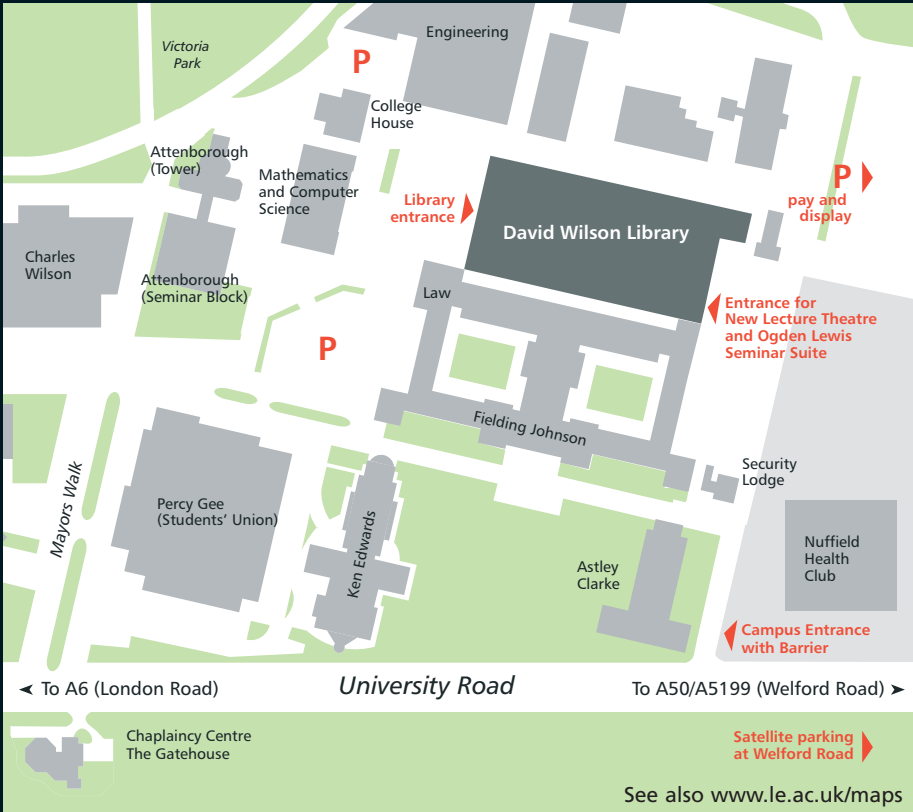 Victoria
Park
Engineering
P
College
House
Attenborough
(Tower)
Mathematics
and Computer
Science
Library
entrance
P
pay and
display
David Wilson Library
Charles
Wilson
Attenborough
(Seminar Block)
Law
Entrance for
New Lecture Theatre
and Ogden Lewis
Seminar Suite
P
Fielding Johnson
Security
Lodge
Mayors Walk
Percy Gee
(Students’ Union)
Ken Edwards
Astley
Clarke
Nuffield
Health
Club
Campus Entrance
with Barrier
To A6 (London Road)
University Road
To A50/A5199 (Welford Road)
Chaplaincy Centre
The Gatehouse
Satellite parking
at Welford Road
See also www.le.ac.uk/maps